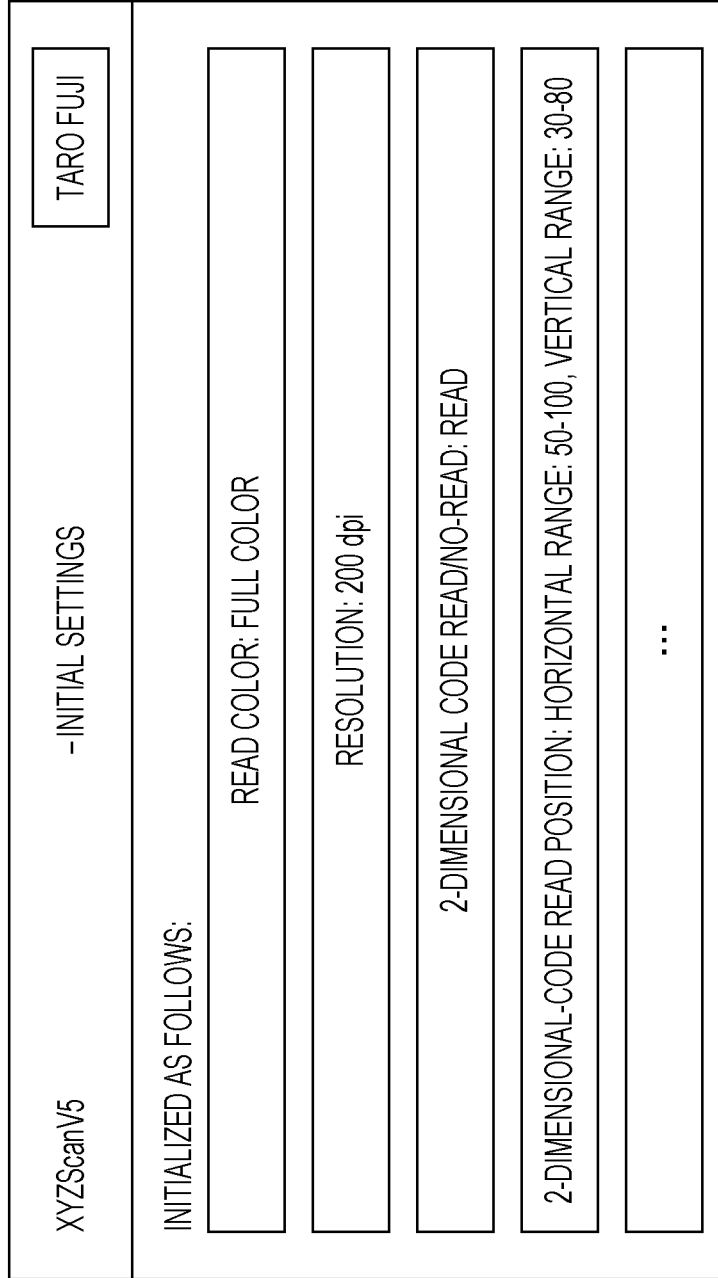 XYZScanV5 –INITIAL SETTINGS TARO FUJI
INITIALIZED AS FOLLOWS:
READ COLOR: FULL COLOR
RESOLUTION: 200 dpi
2-DIMENSIONAL CODE READ/NO-READ: READ
2-DIMENSIONAL-CODE READ POSITION: HORIZONTAL RANGE: 50-100, VERTICAL RANGE: 30-80
...